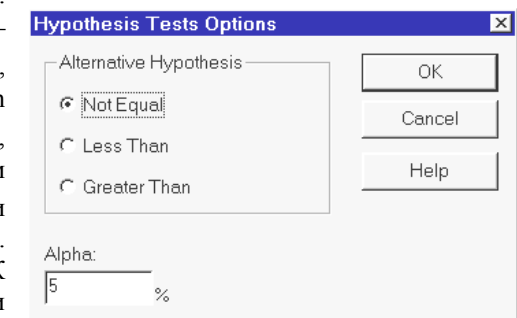 Hypothesis Tests Options
Alternative Hypothesis
Not Equal
Less Than
Greater Than
OK
Cancel
Help
Alpha:
5 %